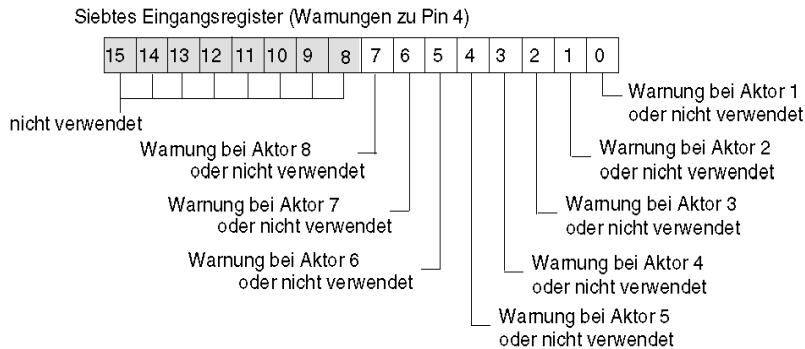 Siebtes Eingangsregister (Warnungen zu Pin 4)
15 14 13 12 11 10 9 8 7 6 5 4 3 2 1 0
nicht verwendet
Warnung bei Aktor 1
oder nicht verwendet
Warnung bei Aktor 2
oder nicht verwendet
Warnung bei Aktor 3
oder nicht verwendet
Warnung bei Aktor 4
oder nicht verwendet
Warnung bei Aktor 5
oder nicht verwendet
Warnung bei Aktor 6
oder nicht verwendet
Warnung bei Aktor 7
oder nicht verwendet
Warnung bei Aktor 8
oder nicht verwendet